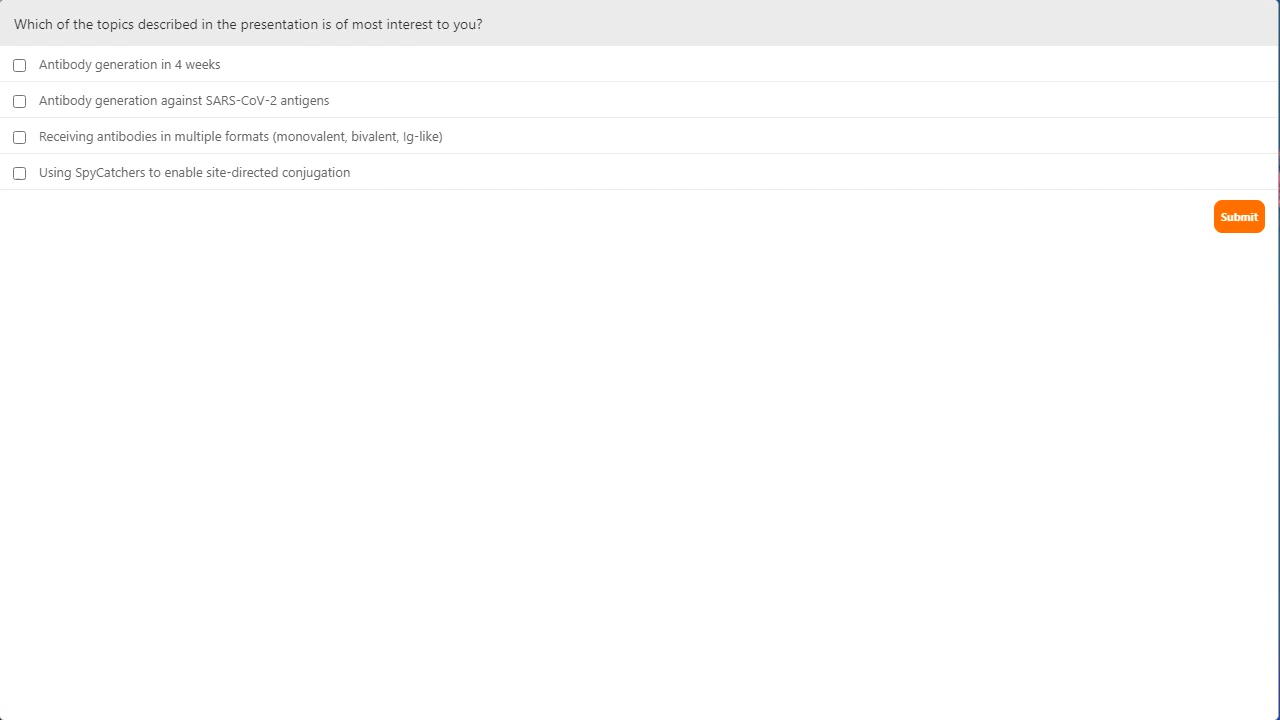 Which of the topics described in the presentation is of most interest to you?
Antibody generation in 4 weeks
Antibody generation against SARS-CoV-2 antigens
Receiving antibodies in multiple formats (monovalent, bivalent, Ig-like)
Using SpyCatchers to enable site-directed conjugation
Submit